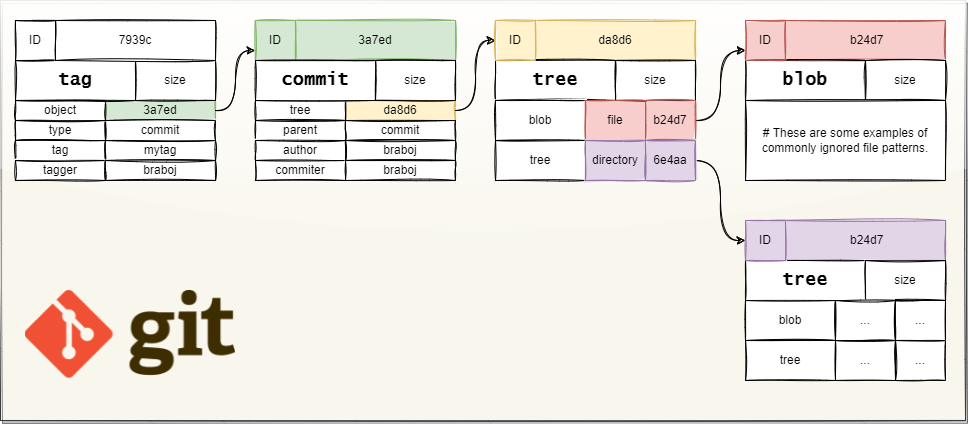 ID 7939c
tag size
object 3a7ed
type commit
tag mytag
tagger braboj
ID 3a7ed
commit size
tree da8d6
parent commit
author braboj
commiter braboj
ID da8d6
tree size
blob file b24d7
tree directory 6e4aa
ID b24d7
blob size
# These are some examples of
commonly ignored file patterns.
ID b24d7
tree size
blob ... ...
tree ... ...
git